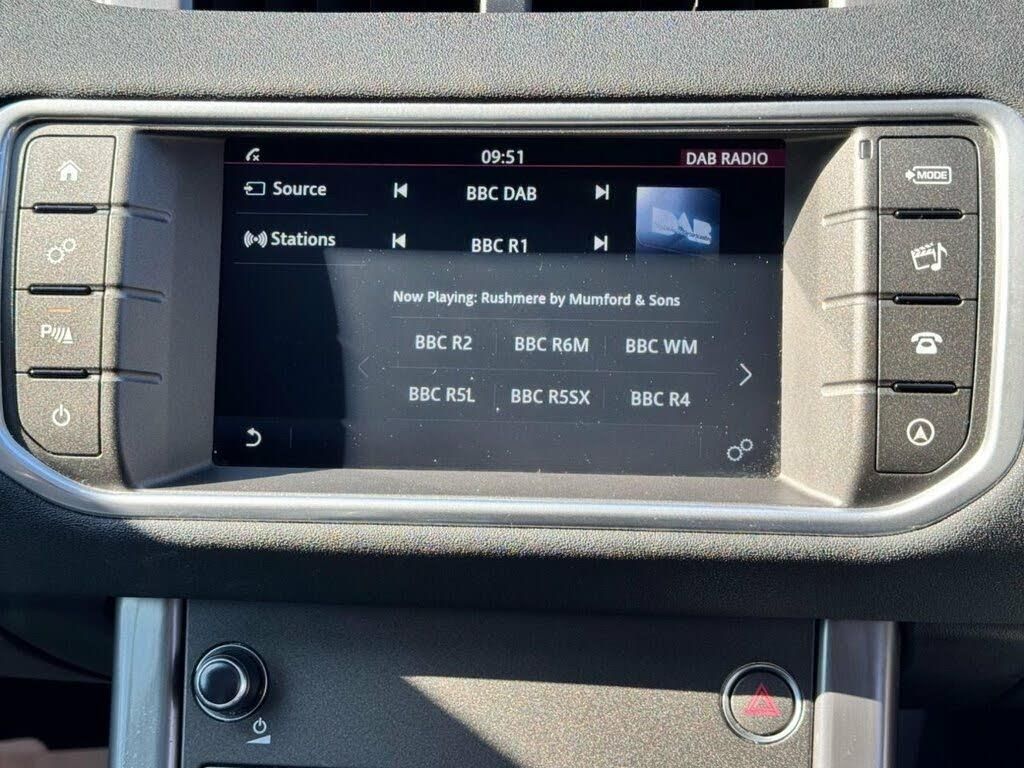 09:51 DAB RADIO
Source BBC DAB
DAB
Stations BBC R1
Now Playing: Rushmere by Mumford & Sons
BBC R2 BBC R6M BBC WM
BBC R5L BBC R5SX BBC R4
P
MODE